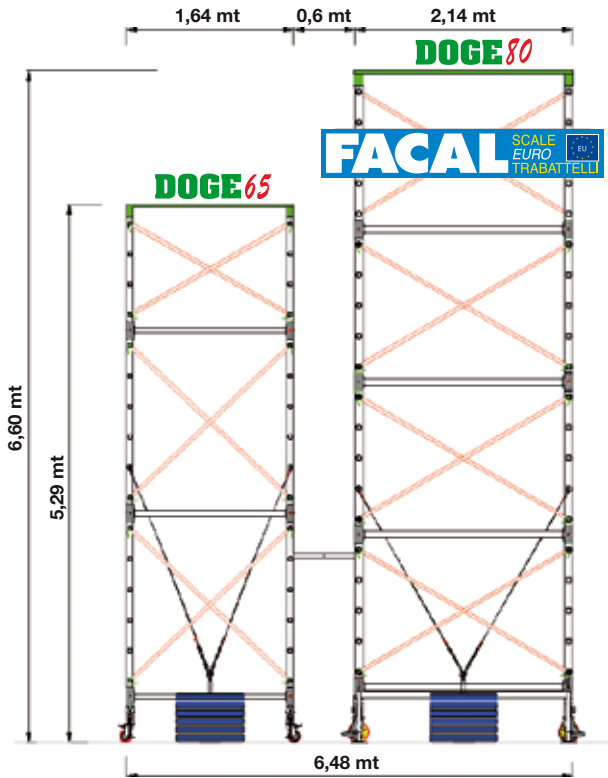 1,64 mt
0,6 mt
2,14 mt
DOGE80
FACAL
SCALE
EURO
TRABATTELLI
EU
DOGE65
6,60 mt
5,29 mt
6,48 mt